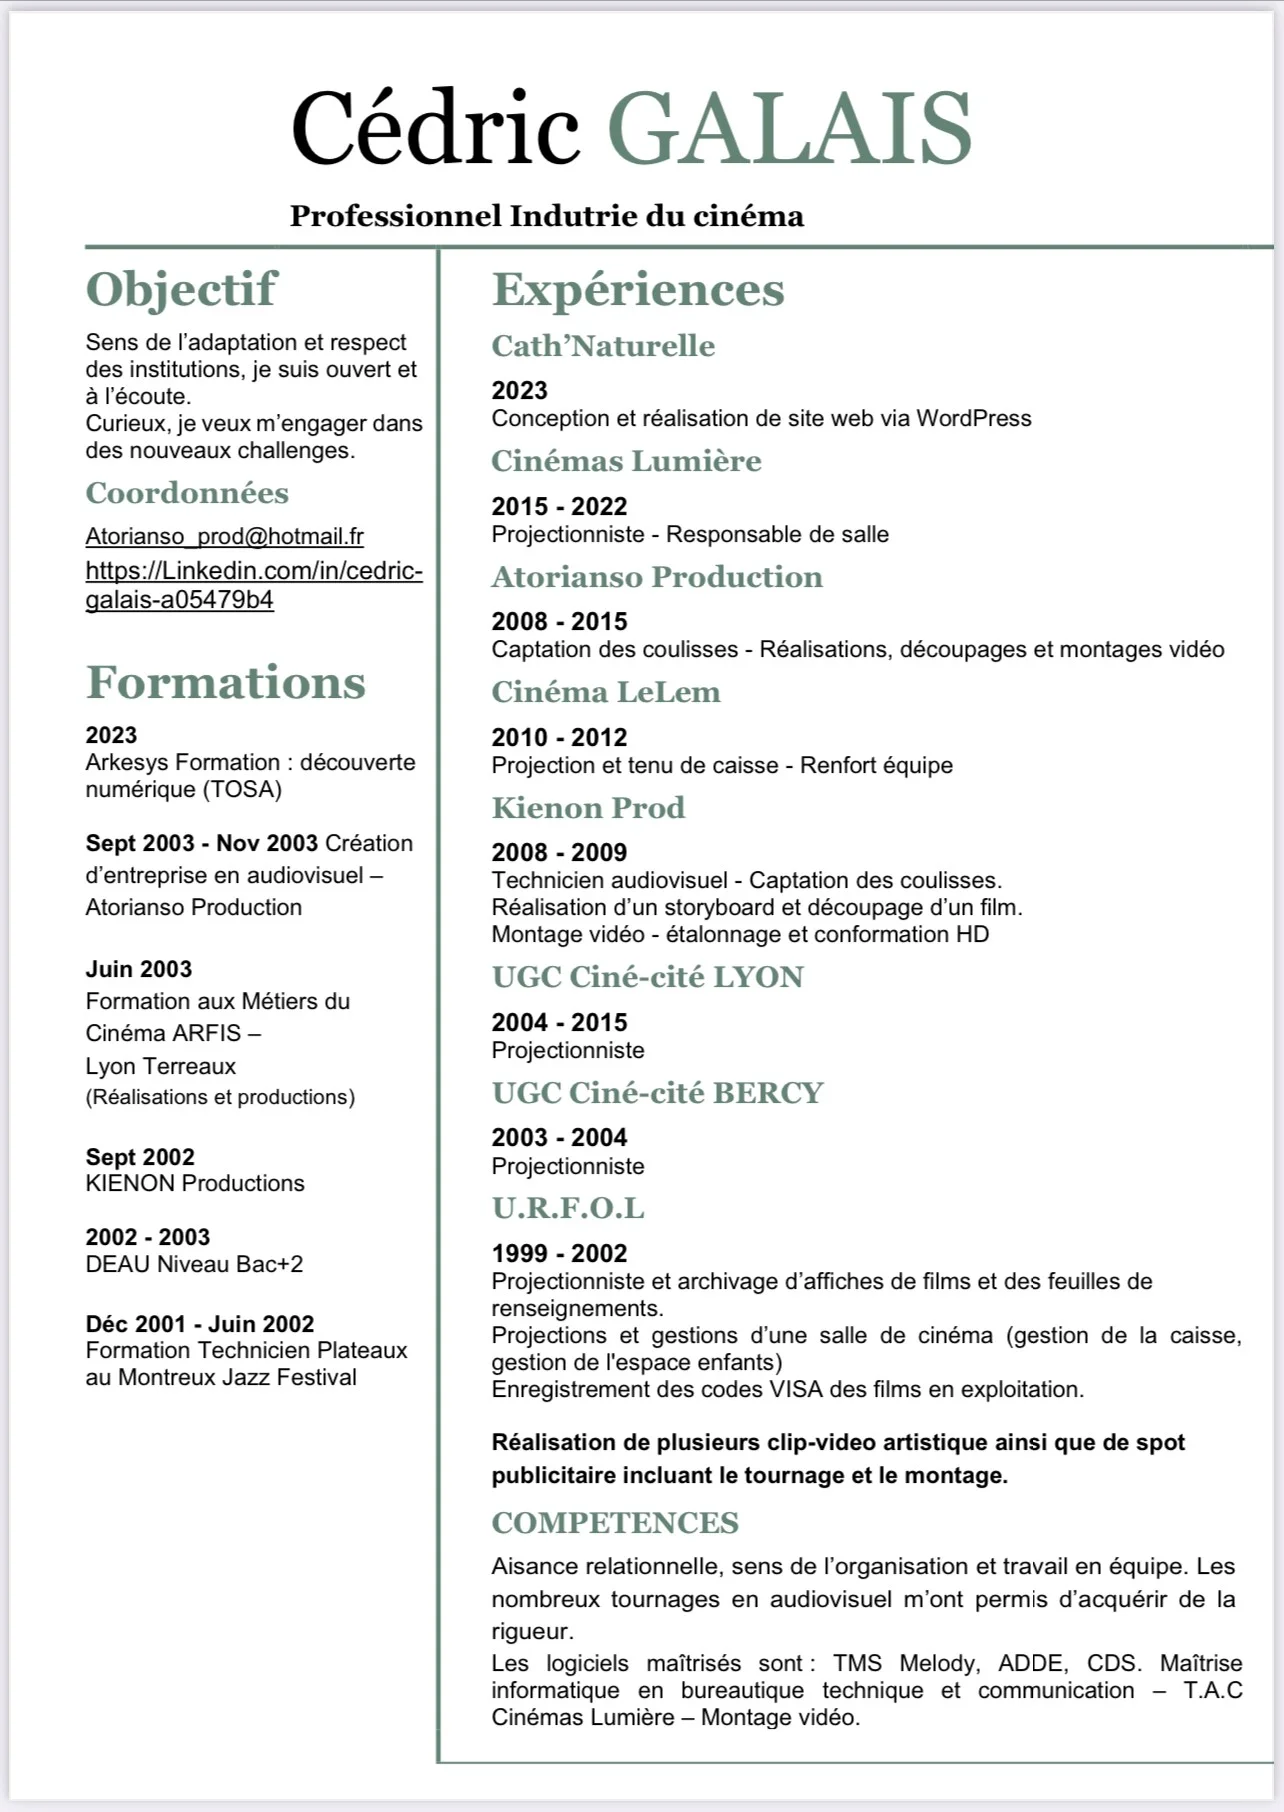 Cédric GALAIS
Professionnel Indutrie du cinéma
Objectif
Sens de l’adaptation et respect
des institutions, je suis ouvert et
à l’écoute.
Curieux, je veux m’engager dans
des nouveaux challenges.
Coordonnées
Atorianso_prod@hotmail.fr
https://Linkedin.com/in/cedric-
galais-a05479b4
Formations
2023
Arkesys Formation : découverte
numérique (TOSA)
Sept 2003 - Nov 2003 Création
d’entreprise en audiovisuel –
Atorianso Production
Juin 2003
Formation aux Métiers du
Cinéma ARFIS –
Lyon Terreaux
(Réalisations et productions)
Sept 2002
KIENON Productions
2002 - 2003
DEAU Niveau Bac+2
Déc 2001 - Juin 2002
Formation Technicien Plateaux
au Montreux Jazz Festival
Expériences
Cath’Naturelle
2023
Conception et réalisation de site web via WordPress
Cinémas Lumière
2015 - 2022
Projectionniste - Responsable de salle
Atorianso Production
2008 - 2015
Captation des coulisses - Réalisations, découpages et montages vidéo
Cinéma LeLem
2010 - 2012
Projection et tenu de caisse - Renfort équipe
Kienon Prod
2008 - 2009
Technicien audiovisuel - Captation des coulisses.
Réalisation d’un storyboard et découpage d’un film.
Montage vidéo - étalonnage et conformation HD
UGC Ciné-cité LYON
2004 - 2015
Projectionniste
UGC Ciné-cité BERCY
2003 - 2004
Projectionniste
U.R.F.O.L
1999 - 2002
Projectionniste et archivage d’affiches de films et des feuilles de
renseignements.
Projections et gestions d’une salle de cinéma (gestion de la caisse,
gestion de l'espace enfants)
Enregistrement des codes VISA des films en exploitation.
Réalisation de plusieurs clip-video artistique ainsi que de spot
publicitaire incluant le tournage et le montage.
COMPETENCES
Aisance relationnelle, sens de l’organisation et travail en équipe. Les
nombreux tournages en audiovisuel m’ont permis d’acquérir de la
rigueur.
Les logiciels maîtrisés sont : TMS Melody, ADDE, CDS. Maîtrise
informatique en bureautique technique et communication – T.A.C
Cinémas Lumière – Montage vidéo.